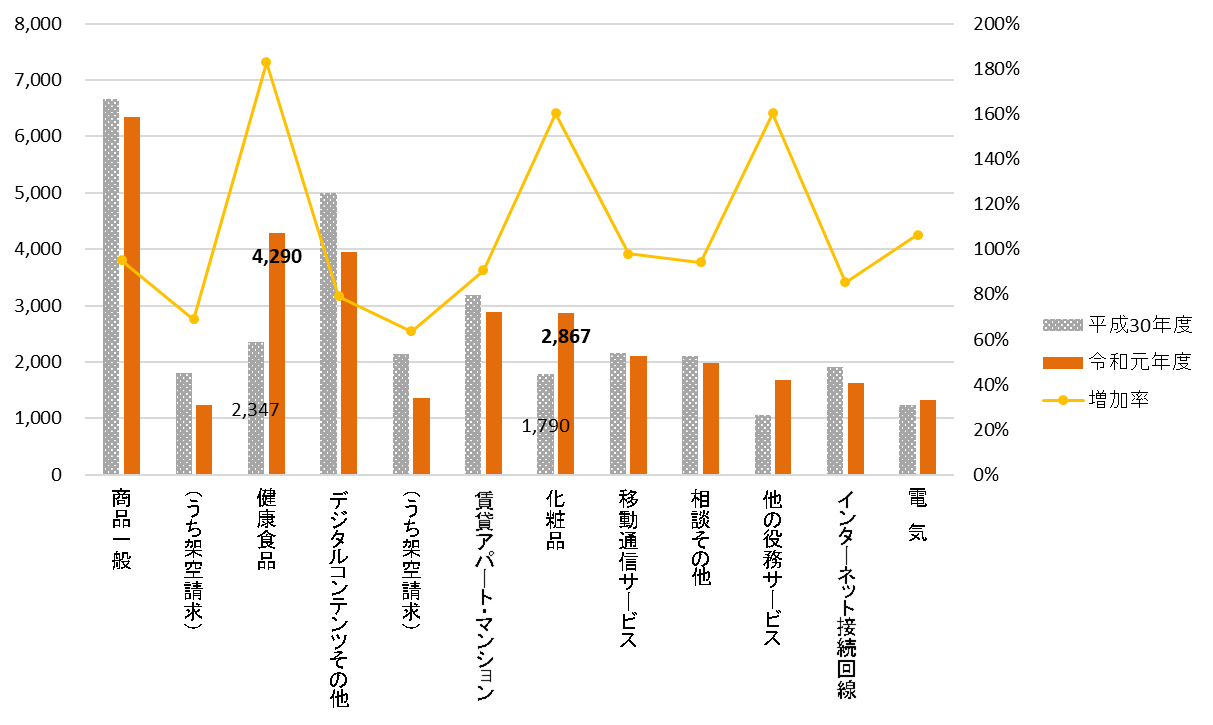 8,000
7,000
6,000
5,000
4,000
3,000
2,000
1,000
0
200%
180%
160%
140%
120%
100%
80%
60%
40%
20%
0%
4,290
2,347
2,867
1,790
商品一般
(うち架空請求)
健康食品
デジタルコンテンツその他
(うち架空請求)
賃貸アパート・マンション
化粧品
移動通信サービス
相談その他
他の役務サービス
インターネット接続回線
電 気
平成30年度
令和元年度
増加率